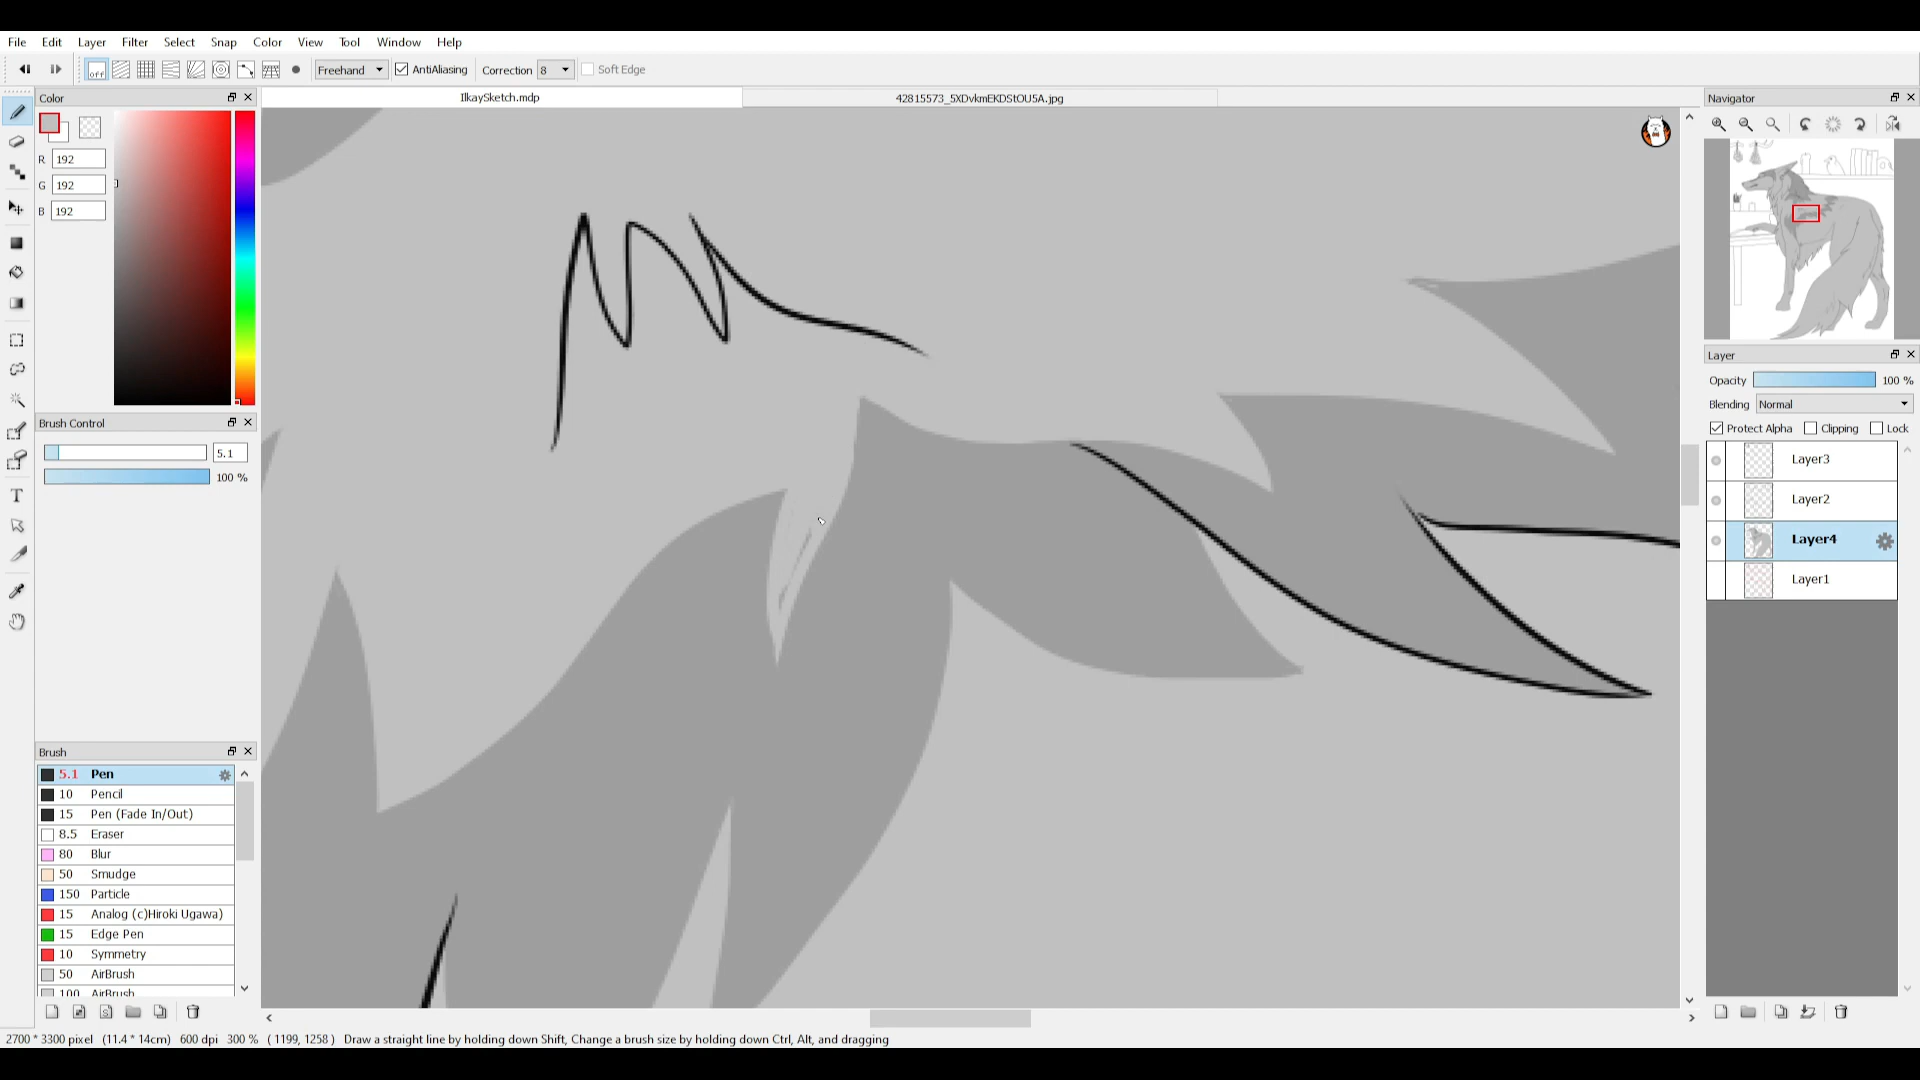 File Edit Layer Filter Select Snap Color View Tool Window Help
off Freehand AntiAliasing Correction 8 Soft Edge
Color
IlkaySketch.mdp
42815573_5XDvkmEKDStOU5A.jpg
Navigator
R 192
G 192
B 192
Brush Control
5.1
100 %
Brush
5.1 Pen
10 Pencil
15 Pen (Fade In/Out)
8.5 Eraser
80 Blur
50 Smudge
150 Particle
15 Analog (c)Hiroki Ugawa)
15 Edge Pen
10 Symmetry
50 AirBrush
100 AirBrush
Layer
Opacity 100 %
Blending Normal
Protect Alpha Clipping Lock
Layer3
Layer2
Layer4
Layer1
2700 * 3300 pixel (11.4 * 14cm) 600 dpi 300 % ( 1199, 1258 ) Draw a straight line by holding down Shift, Change a brush size by holding down Ctrl, Alt, and dragging